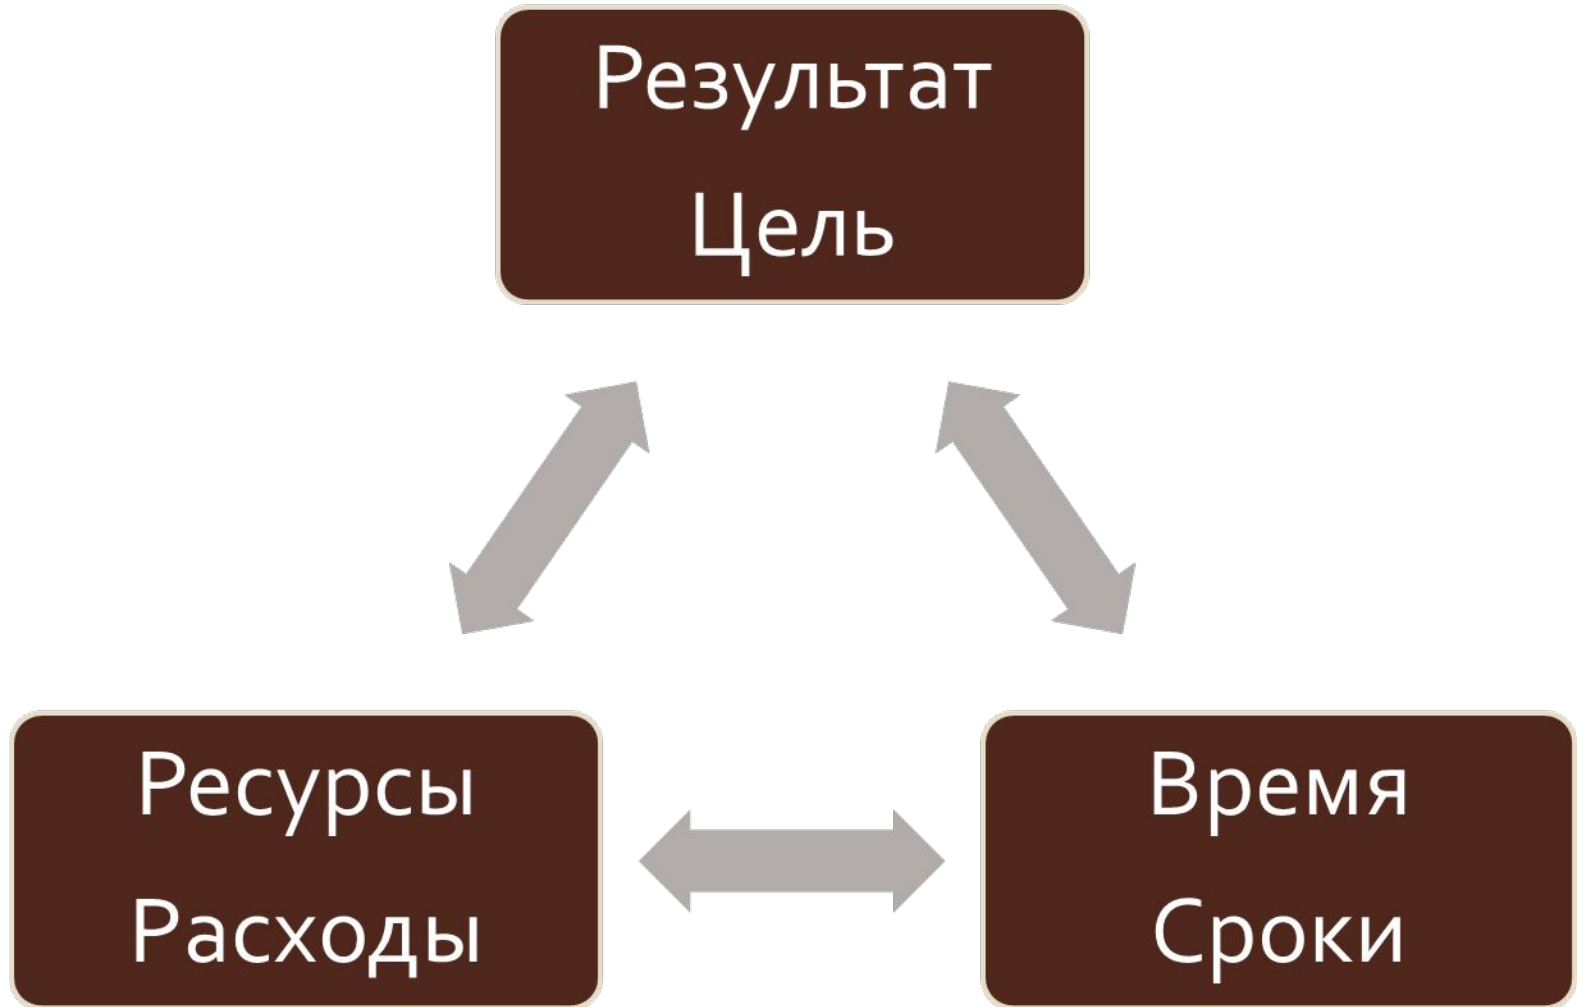 Результат
Цель
Ресурсы
Расходы
Время
Сроки